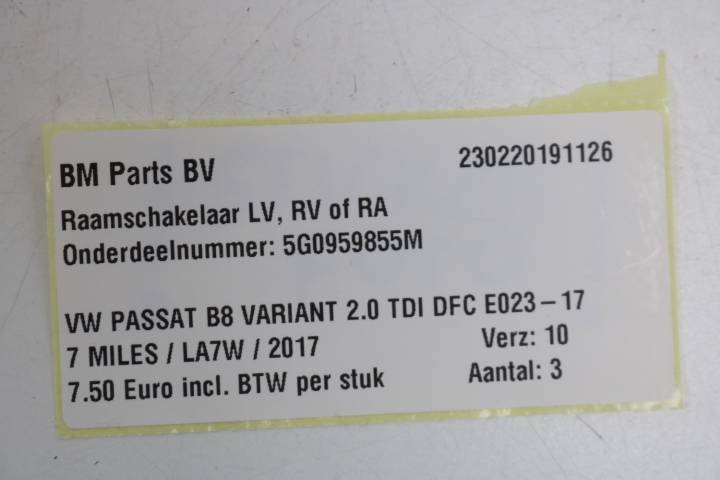 BM Parts BV
230220191126
Raamschakelaar LV, RV of RA
Onderdeelnummer: 5G0959855M
VW PASSAT B8 VARIANT 2.0 TDI DFC E023-17
7 MILES / LA7W / 2017
Verz: 10
7.50 Euro incl. BTW per stuk
Aantal: 3